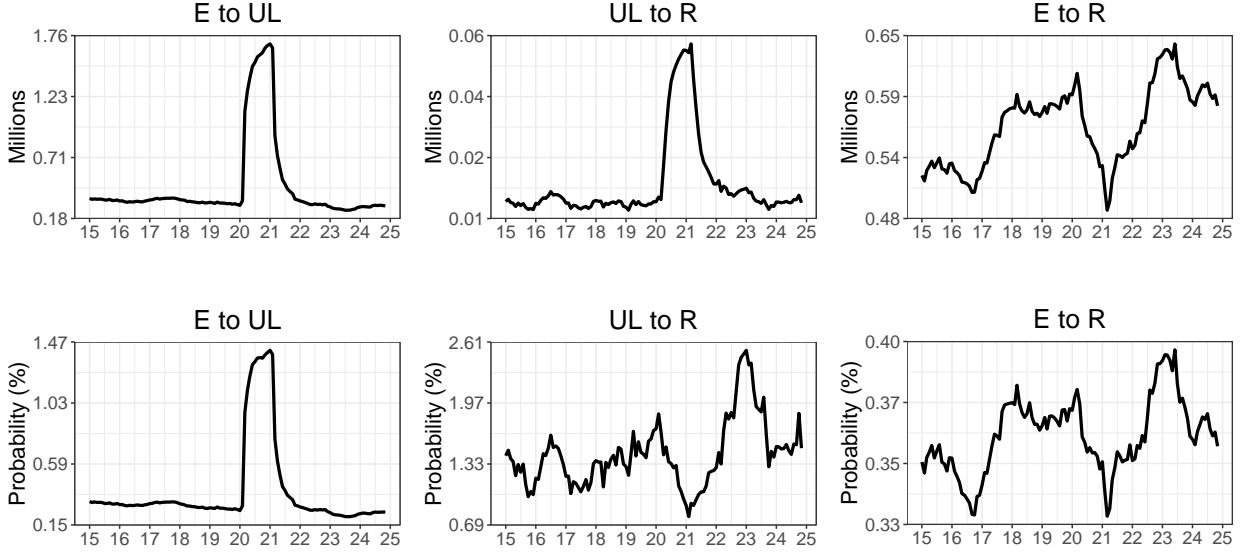 E to UL
UL to R
E to R
Millions
1.76
1.23
0.71
0.18
15 16 17 18 19 20 21 22 23 24 25
Millions
0.06
0.04
0.02
0.01
15 16 17 18 19 20 21 22 23 24 25
Millions
0.65
0.59
0.54
0.48
15 16 17 18 19 20 21 22 23 24 25
E to UL
UL to R
E to R
Probability (%)
1.47
1.03
0.59
0.15
15 16 17 18 19 20 21 22 23 24 25
Probability (%)
2.61
1.97
1.33
0.69
15 16 17 18 19 20 21 22 23 24 25
Probability (%)
0.40
0.37
0.35
0.33
15 16 17 18 19 20 21 22 23 24 25